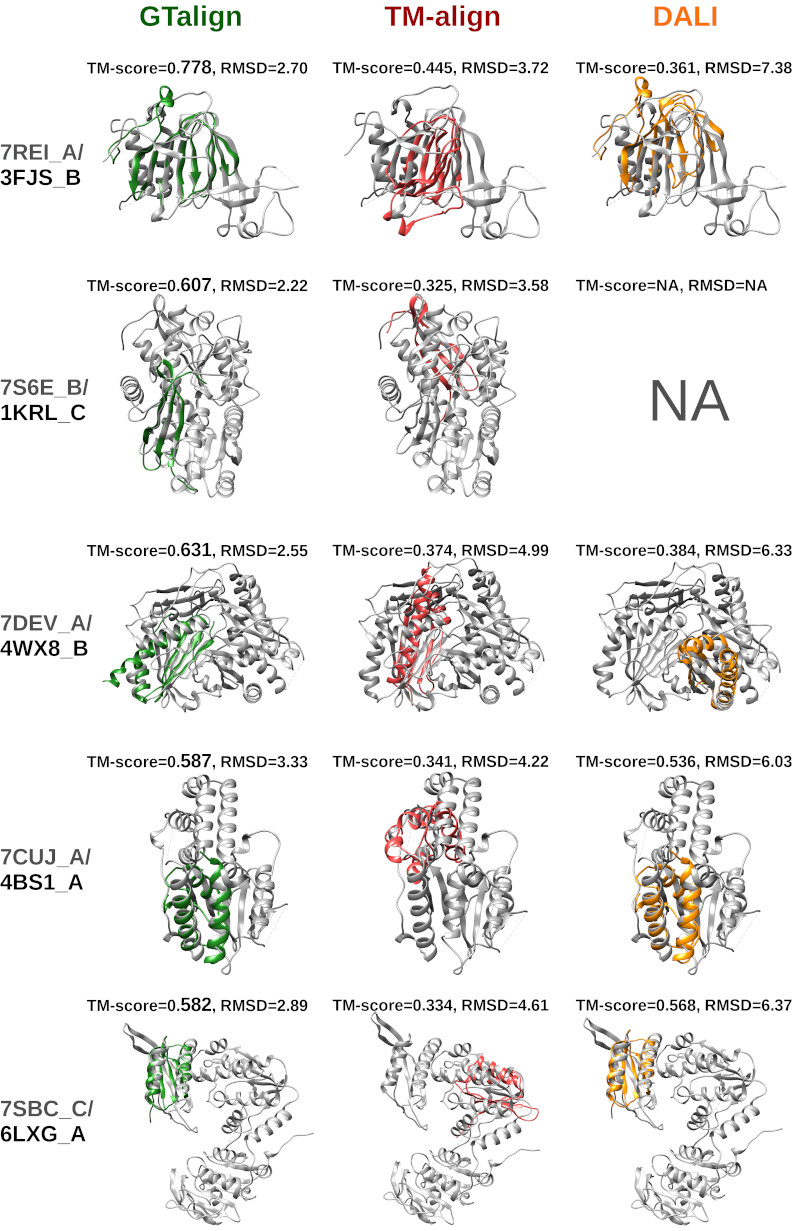 GTalign TM-align DALI
TM-score=0.778, RMSD=2.70 TM-score=0.445, RMSD=3.72 TM-score=0.361, RMSD=7.38
7REI_A/
3FJS_B
TM-score=0.607, RMSD=2.22 TM-score=0.325, RMSD=3.58 TM-score=NA, RMSD=NA
7S6E_B/
1KRL_C
NA
TM-score=0.631, RMSD=2.55 TM-score=0.374, RMSD=4.99 TM-score=0.384, RMSD=6.33
7DEV_A/
4WX8_B
TM-score=0.587, RMSD=3.33 TM-score=0.341, RMSD=4.22 TM-score=0.536, RMSD=6.03
7CUJ_A/
4BS1_A
TM-score=0.582, RMSD=2.89 TM-score=0.334, RMSD=4.61 TM-score=0.568, RMSD=6.37
7SBC_C/
6LXG_A